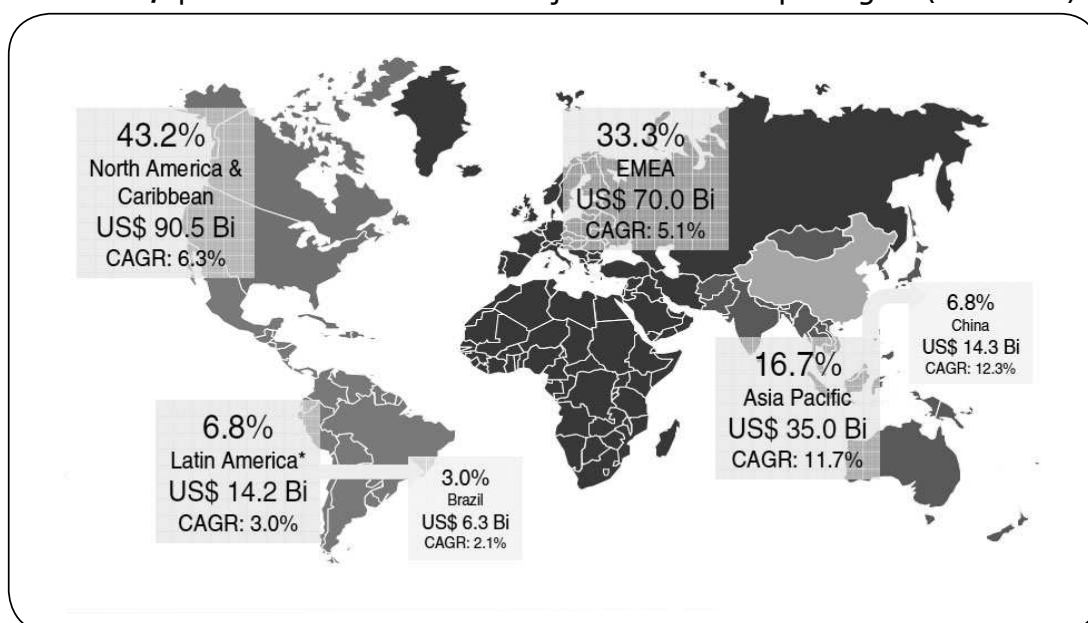 43.2%
North America &
Caribbean
US$ 90.5 Bi
CAGR: 6.3%
33.3%
EMEA
US$ 70.0 Bi
CAGR: 5.1%
6.8%
China
US$ 14.3 Bi
CAGR: 12.3%
16.7%
Asia Pacific
US$ 35.0 Bi
CAGR: 11.7%
6.8%
Latin America*
US$ 14.2 Bi
CAGR: 3.0%
3.0%
Brazil
US$ 6.3 Bi
CAGR: 2.1%